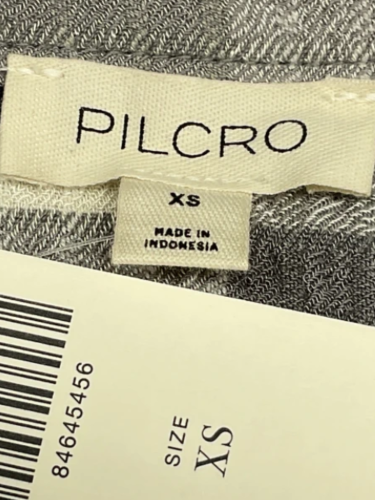 PILCRO
XS
MADE IN
INDONESIA
84645456
SIZE
XS